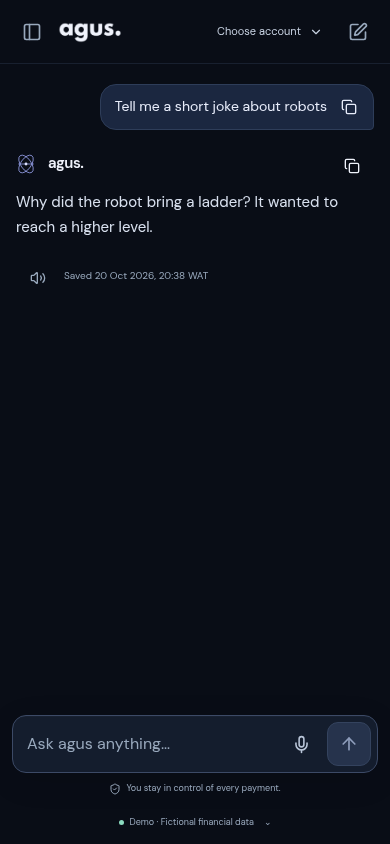 agus.
Choose account
Tell me a short joke about robots
agus.
Why did the robot bring a ladder? It wanted to
reach a higher level.
Saved 20 Oct 2026, 20:38 WAT
Ask agus anything...
You stay in control of every payment.
Demo · Fictional financial data